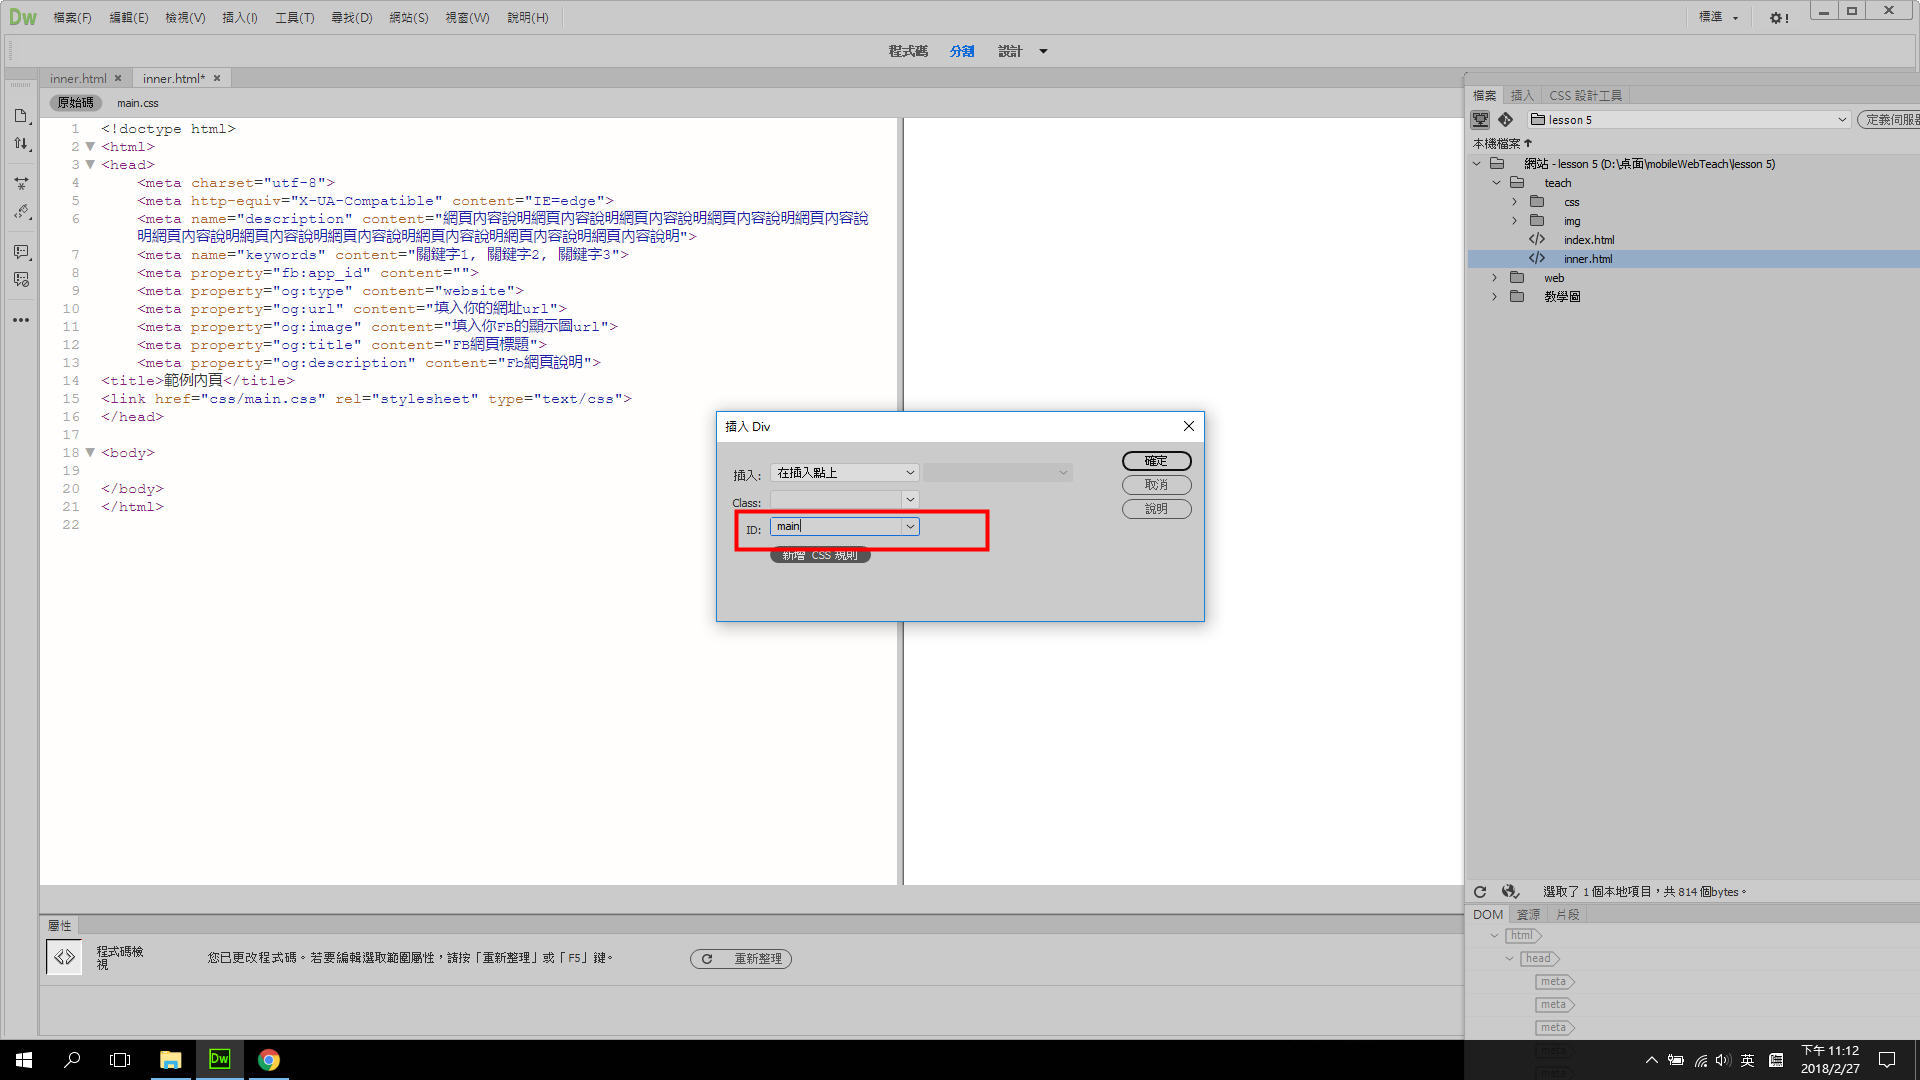 Dw 檔案(F) 編輯(E) 檢視(V) 插入(I) 工具(T) 尋找(D) 網站(S) 視窗(W) 說明(H) 標準 !
程式碼 分割 設計
inner.html × inner.html* ×
原始碼 main.css
1 <!doctype html>
2 <html>
3 <head>
4 <meta charset="utf-8">
5 <meta http-equiv="X-UA-Compatible" content="IE=edge">
6 <meta name="description" content="網頁內容說明網頁內容說明網頁內容說明網頁內容說明網頁內容說
明網頁內容說明網頁內容說明網頁內容說明網頁內容說明網頁內容說明網頁內容說明">
7 <meta name="keywords" content="關鍵字1, 關鍵字2, 關鍵字3">
8 <meta property="fb:app_id" content="">
9 <meta property="og:type" content="website">
10 <meta property="og:url" content="填入你的網址url">
11 <meta property="og:image" content="填入你FB的顯示圖url">
12 <meta property="og:title" content="FB網頁標題">
13 <meta property="og:description" content="Fb網頁說明">
14 <title>範例內頁</title>
15 <link href="css/main.css" rel="stylesheet" type="text/css">
16 </head>
17
18 <body>
19
20 </body>
21 </html>
22
插入 Div
插入: 在插入點上
Class:
ID: main
新增 CSS 規則
確定
取消
說明
檔案 插入 CSS 設計工具
lesson 5 定義伺服器
本機檔案
網站 - lesson 5 (D:\桌面\mobileWebTeach\lesson 5)
teach
css
img
index.html
inner.html
web
教學圖
選取了 1 個本地項目，共 814 個bytes。
DOM 資源 片段
html
head
meta
meta
meta
meta
meta
屬性
程式碼檢
視
您已更改程式碼。若要編輯選取範圍屬性，請按「重新整理」或「F5」鍵。
重新整理
Dw
英
下午 11:12
2018/2/27